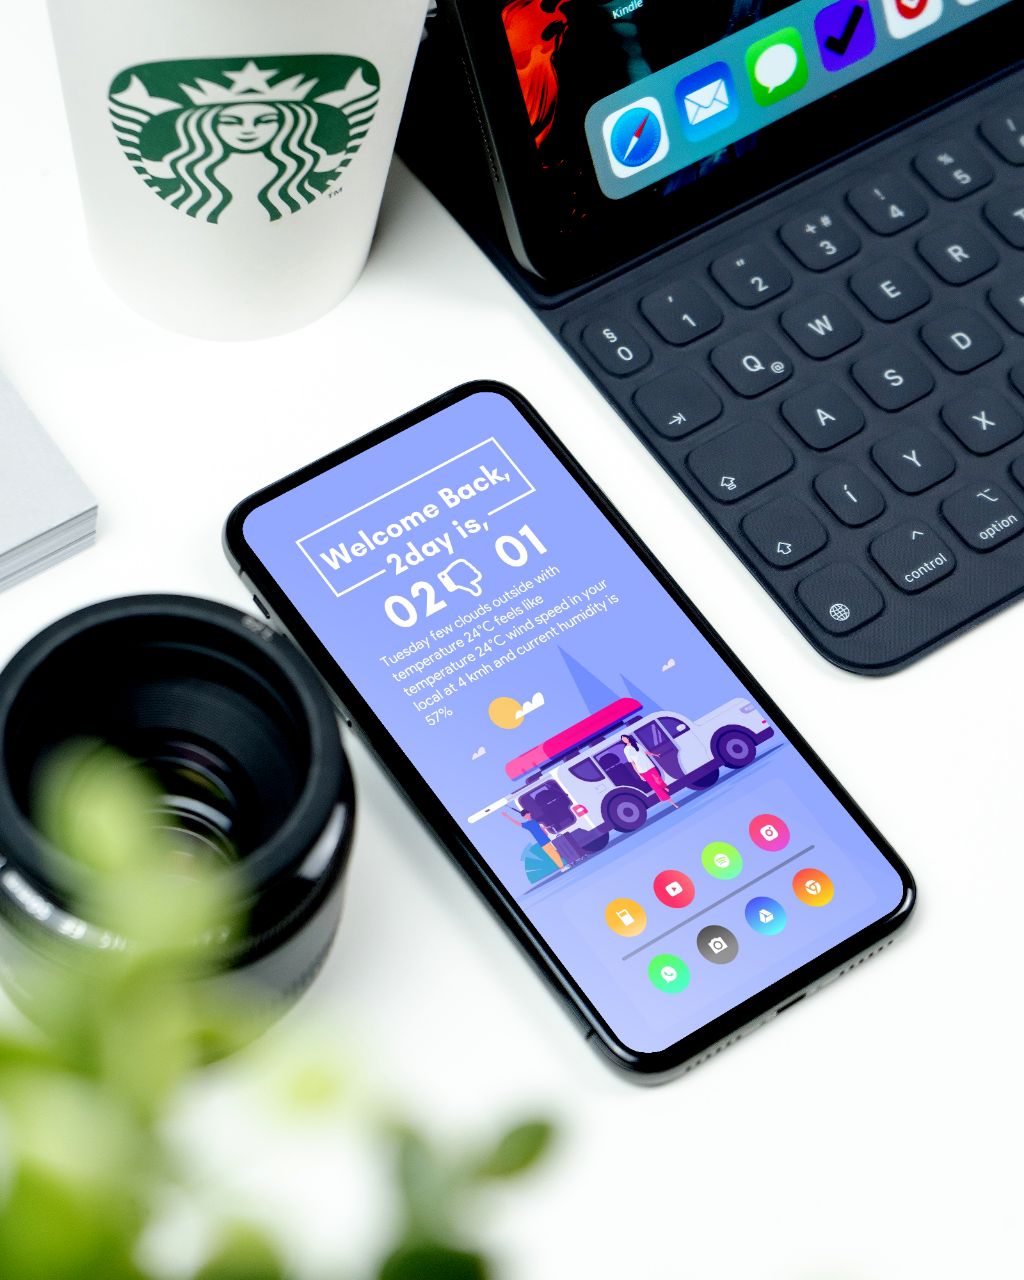 Kindle
TM
Welcome Back,
2day is,
02 01
Tuesday few clouds outside with
temperature 24°C feels like
temperature 24°C wind speed in your
local at 4 kmh and current humidity is
57%
§ ' " + # ! % 
0 1 2 3 4 5
Q @ W E R
A S D
í Y X
control option
⌃ ⌥
EF